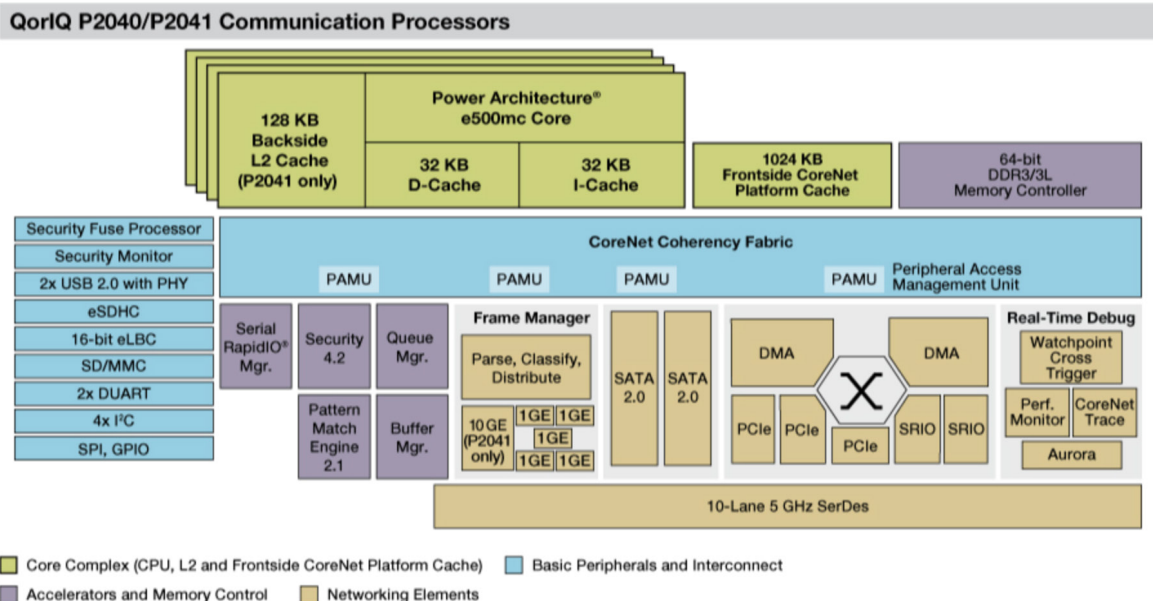 QorIQ P2040/P2041 Communication Processors
128 KB
Backside
L2 Cache
(P2041 only)
Power Architecture®
e500mc Core
32 KB
D-Cache
32 KB
I-Cache
1024 KB
Frontside CoreNet
Platform Cache
64-bit
DDR3/3L
Memory Controller
Security Fuse Processor
Security Monitor
2x USB 2.0 with PHY
eSDHC
16-bit eLBC
SD/MMC
2x DUART
4x I²C
SPI, GPIO
CoreNet Coherency Fabric
PAMU
PAMU
PAMU
PAMU
Peripheral Access
Management Unit
Serial
RapidIO®
Mgr.
Security
4.2
Queue
Mgr.
Pattern
Match
Engine
2.1
Buffer
Mgr.
Frame Manager
Parse, Classify,
Distribute
10 GE
(P2041
only)
1GE
1GE
1GE
1GE
1GE
SATA
2.0
SATA
2.0
DMA
DMA
PCIe
PCIe
PCIe
SRIO
SRIO
Real-Time Debug
Watchpoint
Cross
Trigger
Perf.
Monitor
CoreNet
Trace
Aurora
10-Lane 5 GHz SerDes
Core Complex (CPU, L2 and Frontside CoreNet Platform Cache)
Basic Peripherals and Interconnect
Accelerators and Memory Control
Networking Elements